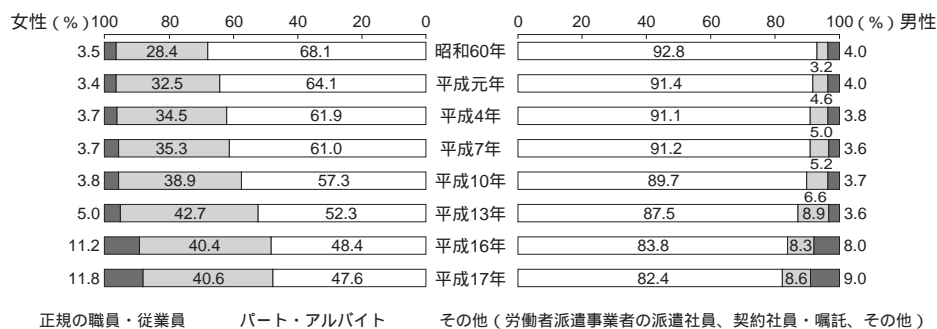 女性(%) 100 80 60 40 20 0 0 20 40 60 80 100 (%) 男性
3.5 28.4 68.1 昭和60年 92.8 3.2 4.0
3.4 32.5 64.1 平成元年 91.4 4.6 4.0
3.7 34.5 61.9 平成4年 91.1 5.0 3.8
3.7 35.3 61.0 平成7年 91.2 5.2 3.6
3.8 38.9 57.3 平成10年 89.7 6.6 3.7
5.0 42.7 52.3 平成13年 87.5 8.9 3.6
11.2 40.4 48.4 平成16年 83.8 8.3 8.0
11.8 40.6 47.6 平成17年 82.4 8.6 9.0
正規の職員・従業員 パート・アルバイト その他(労働者派遣事業者の派遣社員、契約社員・嘱託、その他)